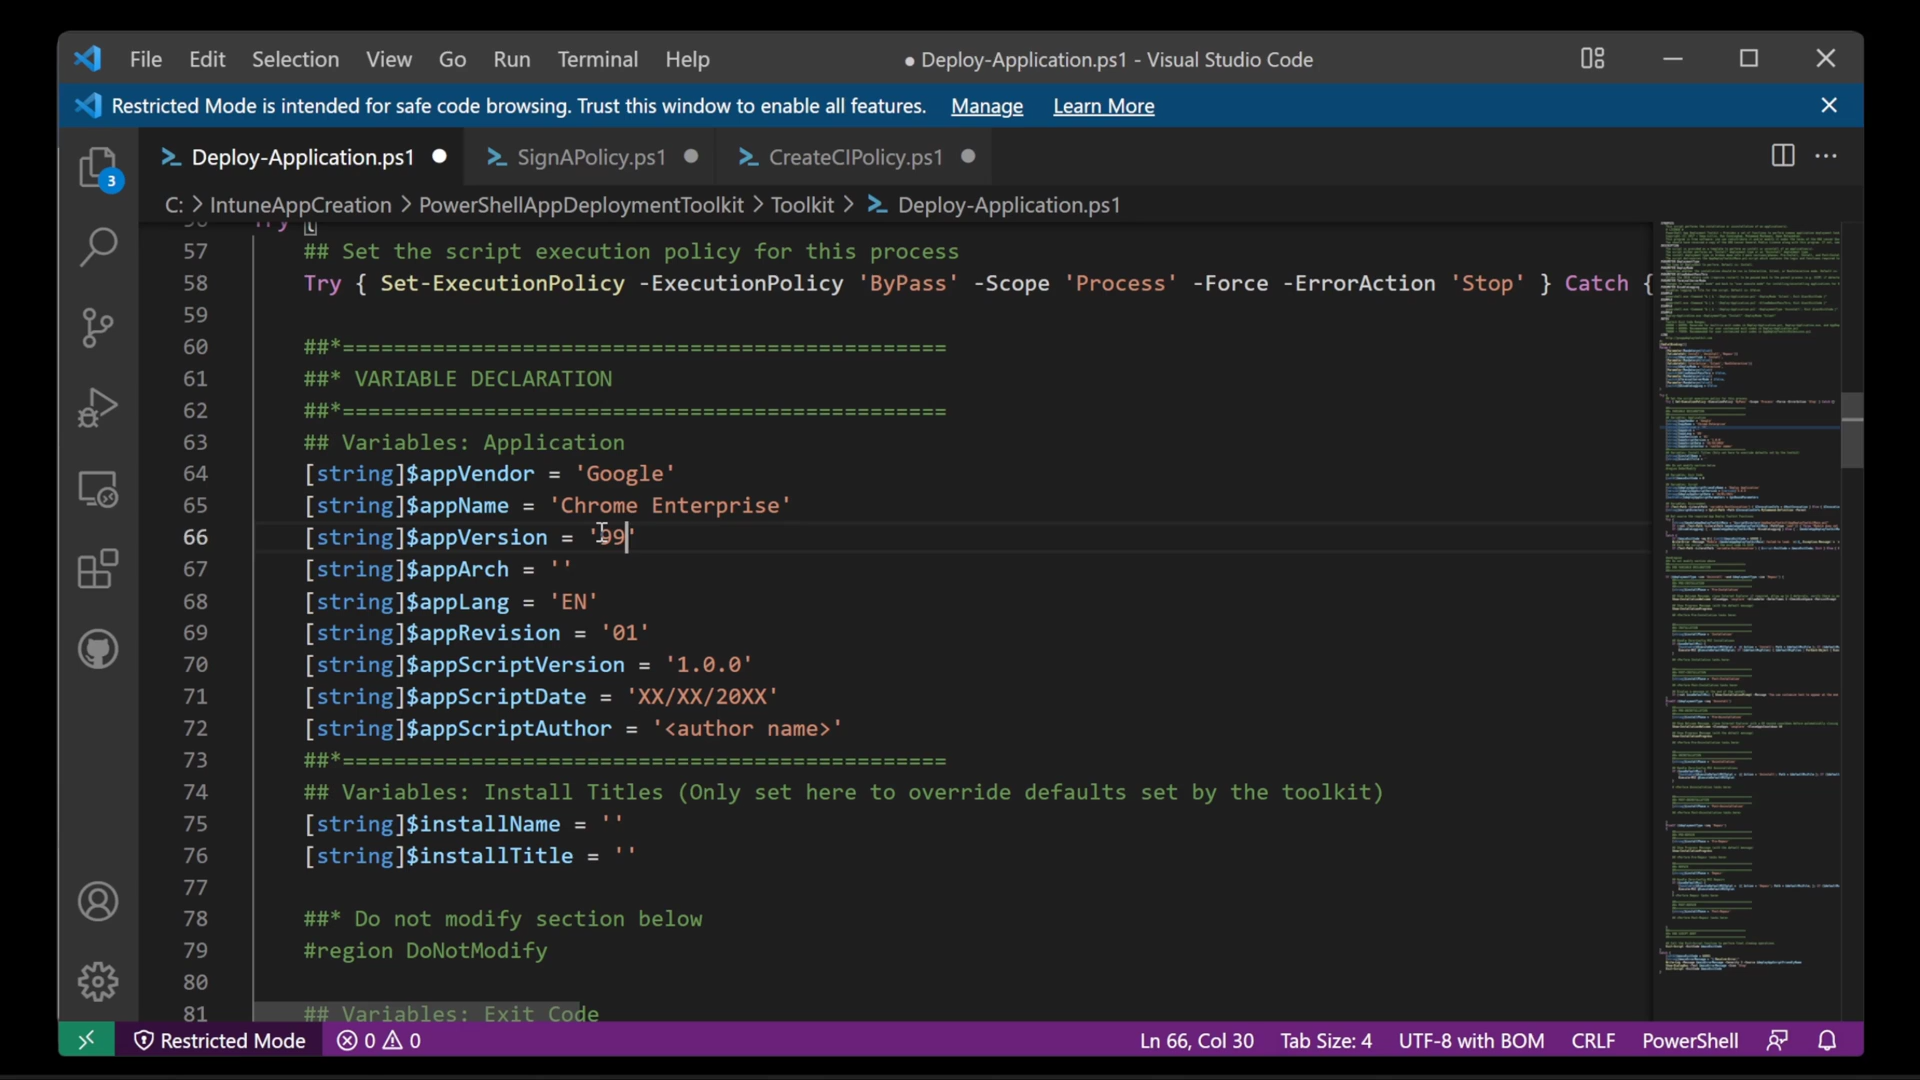 File Edit Selection View Go Run Terminal Help ● Deploy-Application.ps1 - Visual Studio Code
Restricted Mode is intended for safe code browsing. Trust this window to enable all features. Manage Learn More
Deploy-Application.ps1 SignAPolicy.ps1 CreateCIPolicy.ps1 ...
3
C: > IntuneAppCreation > PowerShellAppDeploymentToolkit > Toolkit > Deploy-Application.ps1
57 ## Set the script execution policy for this process
58 Try { Set-ExecutionPolicy -ExecutionPolicy 'ByPass' -Scope 'Process' -Force -ErrorAction 'Stop' } Catch {
59
60 ##*===============================================
61 ##* VARIABLE DECLARATION
62 ##*===============================================
63 ## Variables: Application
64 [string]$appVendor = 'Google'
65 [string]$appName = 'Chrome Enterprise'
66 [string]$appVersion = '99'
67 [string]$appArch = ''
68 [string]$appLang = 'EN'
69 [string]$appRevision = '01'
70 [string]$appScriptVersion = '1.0.0'
71 [string]$appScriptDate = 'XX/XX/20XX'
72 [string]$appScriptAuthor = '<author name>'
73 ##*===============================================
74 ## Variables: Install Titles (Only set here to override defaults set by the toolkit)
75 [string]$installName = ''
76 [string]$installTitle = ''
77
78 ##* Do not modify section below
79 #region DoNotModify
80
81 ## Variables: Exit Code
Restricted Mode 0 0 Ln 66, Col 30 Tab Size: 4 UTF-8 with BOM CRLF PowerShell